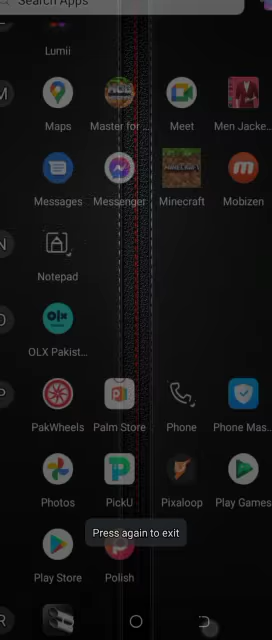 Search Apps
Lumii
M
Maps
Master for ...
Meet
Men Jacke...
Messages
Messenger
Minecraft
Mobizen
N
Notepad
O
olx
OLX Pakist...
P
PakWheels
Palm Store
Phone
Phone Mas...
Photos
PickU
Pixaloop
Play Games
Press again to exit
Play Store
Polish
R